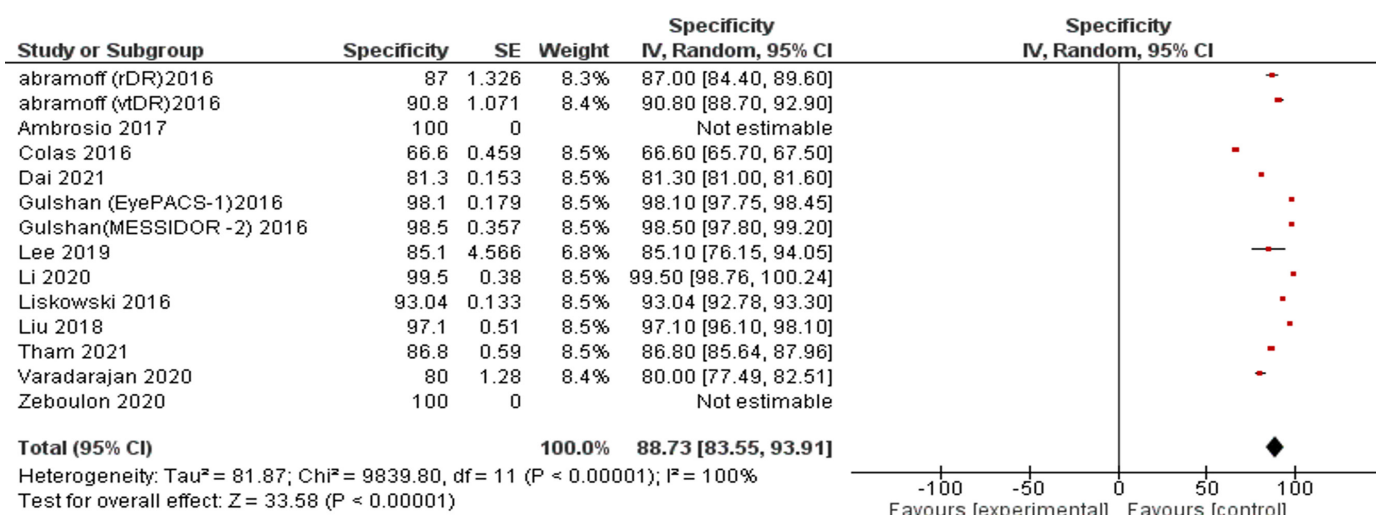 Specificity Specificity
Study or Subgroup Specificity SE Weight IV, Random, 95% CI IV, Random, 95% CI
abramoff (rDR)2016 87 1.326 8.3% 87.00 [84.40, 89.60]
abramoff (vtDR)2016 90.8 1.071 8.4% 90.80 [88.70, 92.90]
Ambrosio 2017 100 0 Not estimable
Colas 2016 66.6 0.459 8.5% 66.60 [65.70, 67.50]
Dai 2021 81.3 0.153 8.5% 81.30 [81.00, 81.60]
Gulshan (EyePACS-1)2016 98.1 0.179 8.5% 98.10 [97.75, 98.45]
Gulshan(MESSIDOR -2) 2016 98.5 0.357 8.5% 98.50 [97.80, 99.20]
Lee 2019 85.1 4.566 6.8% 85.10 [76.15, 94.05]
Li 2020 99.5 0.38 8.5% 99.50 [98.76, 100.24]
Liskowski 2016 93.04 0.133 8.5% 93.04 [92.78, 93.30]
Liu 2018 97.1 0.51 8.5% 97.10 [96.10, 98.10]
Tham 2021 86.8 0.59 8.5% 86.80 [85.64, 87.96]
Varadarajan 2020 80 1.28 8.4% 80.00 [77.49, 82.51]
Zeboulon 2020 100 0 Not estimable
Total (95% CI) 100.0% 88.73 [83.55, 93.91]
Heterogeneity: Tau² = 81.87; Chi² = 9839.80, df = 11 (P < 0.00001); I² = 100%
Test for overall effect: Z = 33.58 (P < 0.00001)
-100 -50 0 50 100
Favours [experimental] Favours [control]